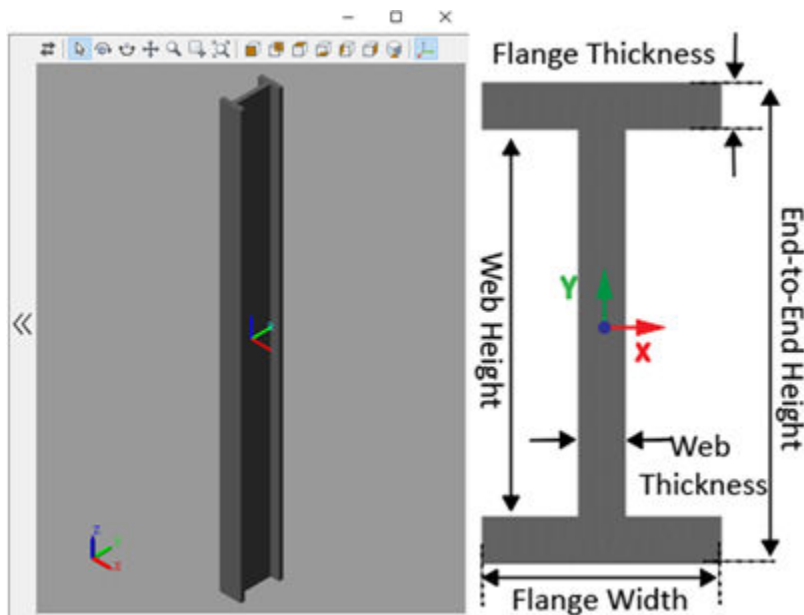 Flange Thickness
Web Height
Y
X
End-to-End Height
Web
Thickness
Flange Width
Z
X